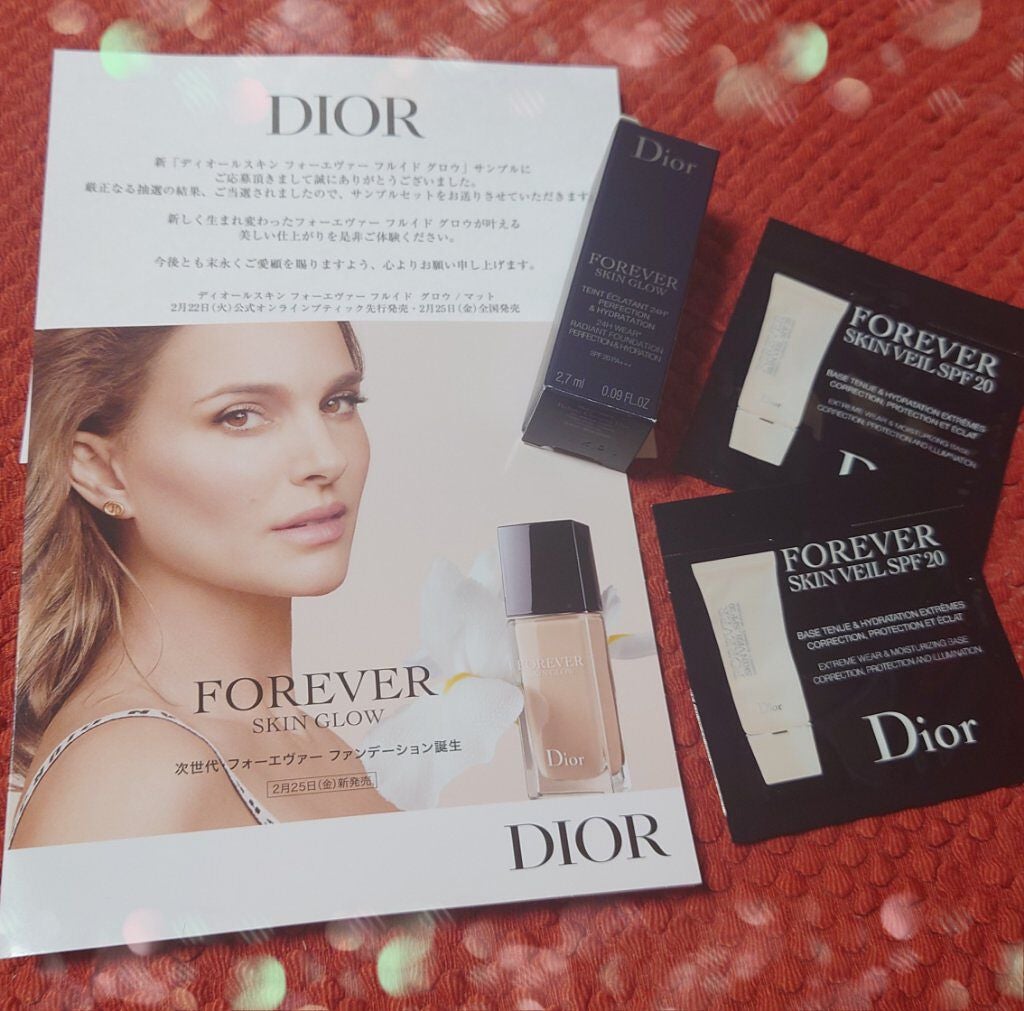 DIOR
新「ディオールスキン フォーエヴァー フルイド グロウ」サンプルに
ご応募頂きまして誠にありがとうございました。
厳正なる抽選の結果、ご当選されましたので、サンプルセットをお送りさせていただきます
新しく生まれ変わったフォーエヴァー フルイド グロウが叶える
美しい仕上がりを是非ご体験ください。
今後とも末永くご愛顧を賜りますよう、心よりお願い申し上げます。
ディオールスキン フォーエヴァー フルイド グロウ / マット
2月22日(火)公式オンラインブティック先行発売・2月25日(金)全国発売
FOREVER
SKIN GLOW
次世代・フォーエヴァー ファンデーション誕生
2月25日(金)新発売
FOREVER
SKIN GLOW
Dior
DIOR
Dior
FOREVER
SKIN GLOW
TEINT ÉCLATANT 24H*
PERFECTION
& HYDRATATION
24H WEAR*
RADIANT FOUNDATION
PERFECTION & HYDRATION
SPF 20 PA+++
2,7 ml 0.09 FL.OZ
FOREVER
SKIN VEIL SPF 20
BASE TENUE & HYDRATATION EXTRÊMES
CORRECTION, PROTECTION ET ÉCLAT
EXTREME WEAR & MOISTURIZING BASE
CORRECTION, PROTECTION AND ILLUMINATION
Dior
D
FOREVER
SKIN VEIL SPF 20
BASE TENUE & HYDRATATION EXTRÊMES
CORRECTION, PROTECTION ET ÉCLAT
EXTREME WEAR & MOISTURIZING BASE
CORRECTION, PROTECTION AND ILLUMINATION
Dior
Dior